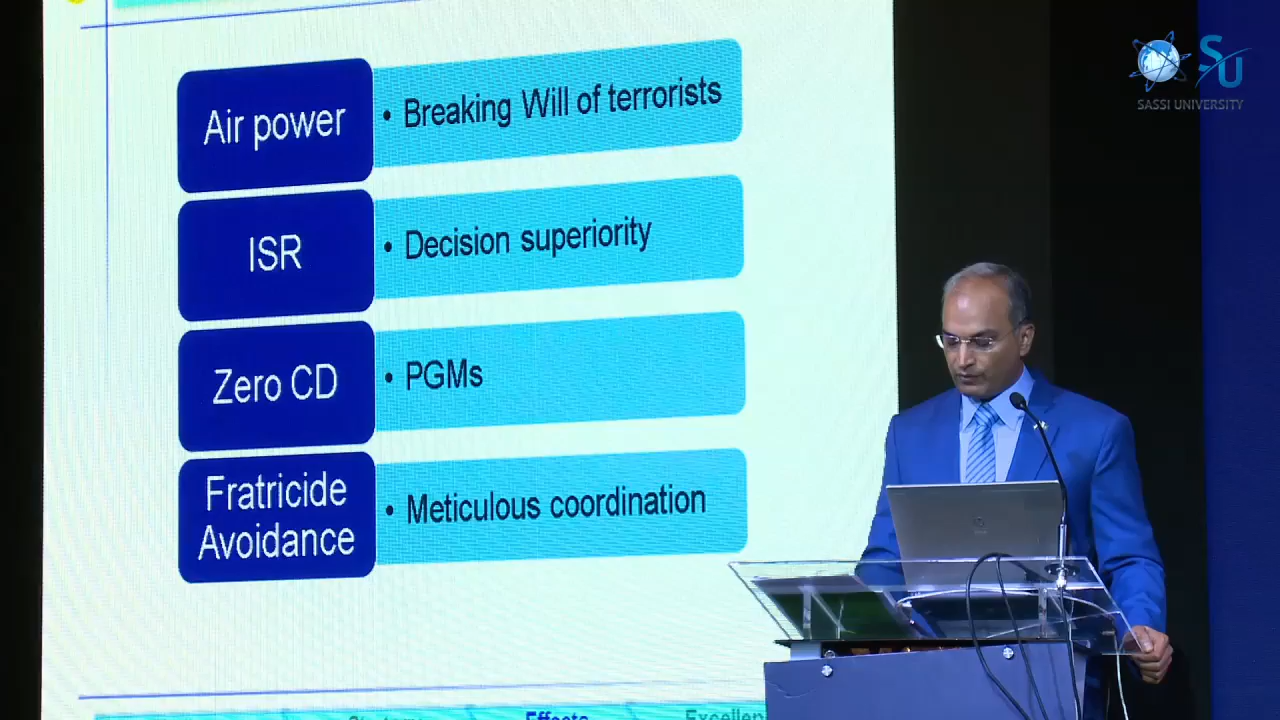 Air power
• Breaking Will of terrorists
ISR
• Decision superiority
Zero CD
• PGMs
Fratricide
Avoidance
• Meticulous coordination
Effects
SU
SASSI UNIVERSITY